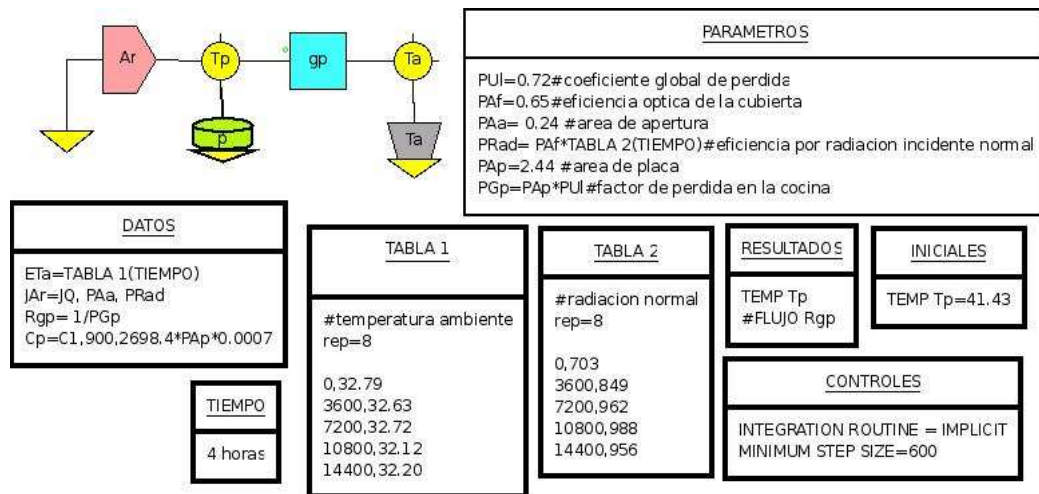 Ar
Tp
gp
Ta
p
Ta
PARAMETROS
PUl=0.72#coeficiente global de perdida
PAf=0.65#eficiencia optica de la cubierta
PAa= 0.24 #area de apertura
PRad= PAf*TABLA 2(TIEMPO)#eficiencia por radiacion incidente normal
PAp=2.44 #area de placa
PGp=PAp*PUl#factor de perdida en la cocina
DATOS
ETa=TABLA 1(TIEMPO)
JAr=JQ, PAa, PRad
Rgp= 1/PGp
Cp=C1,900,2698.4*PAp*0.0007
TIEMPO
4 horas
TABLA 1
#temperatura ambiente
rep=8
0,32.79
3600,32.63
7200,32.72
10800,32.12
14400,32.20
TABLA 2
#radiacion normal
rep=8
0,703
3600,849
7200,962
10800,988
14400,956
RESULTADOS
TEMP Tp
#FLUJO Rgp
INICIALES
TEMP Tp=41.43
CONTROLES
INTEGRATION ROUTINE = IMPLICIT
MINIMUM STEP SIZE=600